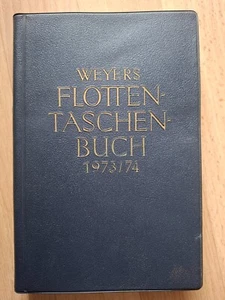 WEYERS
FLOTTEN-
TASCHEN-
BUCH
1973/74